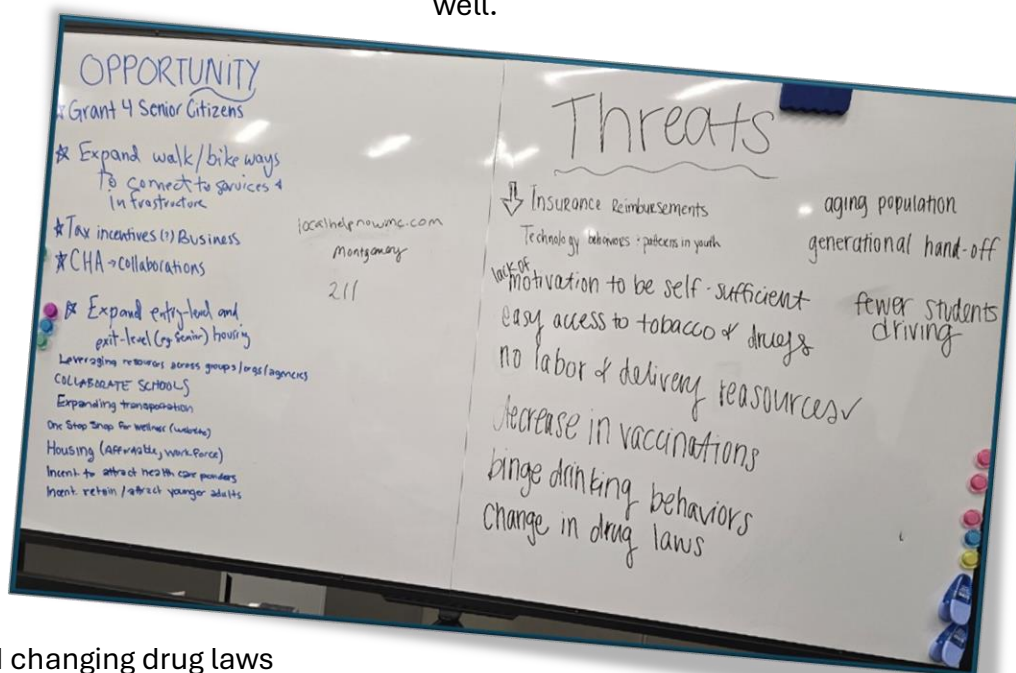 well.
OPPORTUNITY
☆ Grant 4 Senior Citizens
☆ Expand walk/bike ways
To connect to services &
infrastructure
☆ Tax incentives (?) Business
☆ CHA → Collaborations
☆ Expand entry-level and
exit-level (eg senior) housing
Leveraging resources across groups/orgs/agencies
COLLABORATE SCHOOLS
Expanding transportation
One Stop Shop for Wellness (website)
Housing (Affordable, workforce)
Incent. to attract health care providers
Incent. retain / attract younger adults
localhelpnowmc.com
Montgomery
211
Threats
⇩ Insurance Reimbursements
Technology behaviors : patterns in youth
lack of
motivation to be self-sufficient
easy access to tobacco & drugs
no labor & delivery reasources✓
decrease in vaccinations
binge drinking behaviors
change in drug laws
aging population
generational hand-off
fewer students
driving
changing drug laws